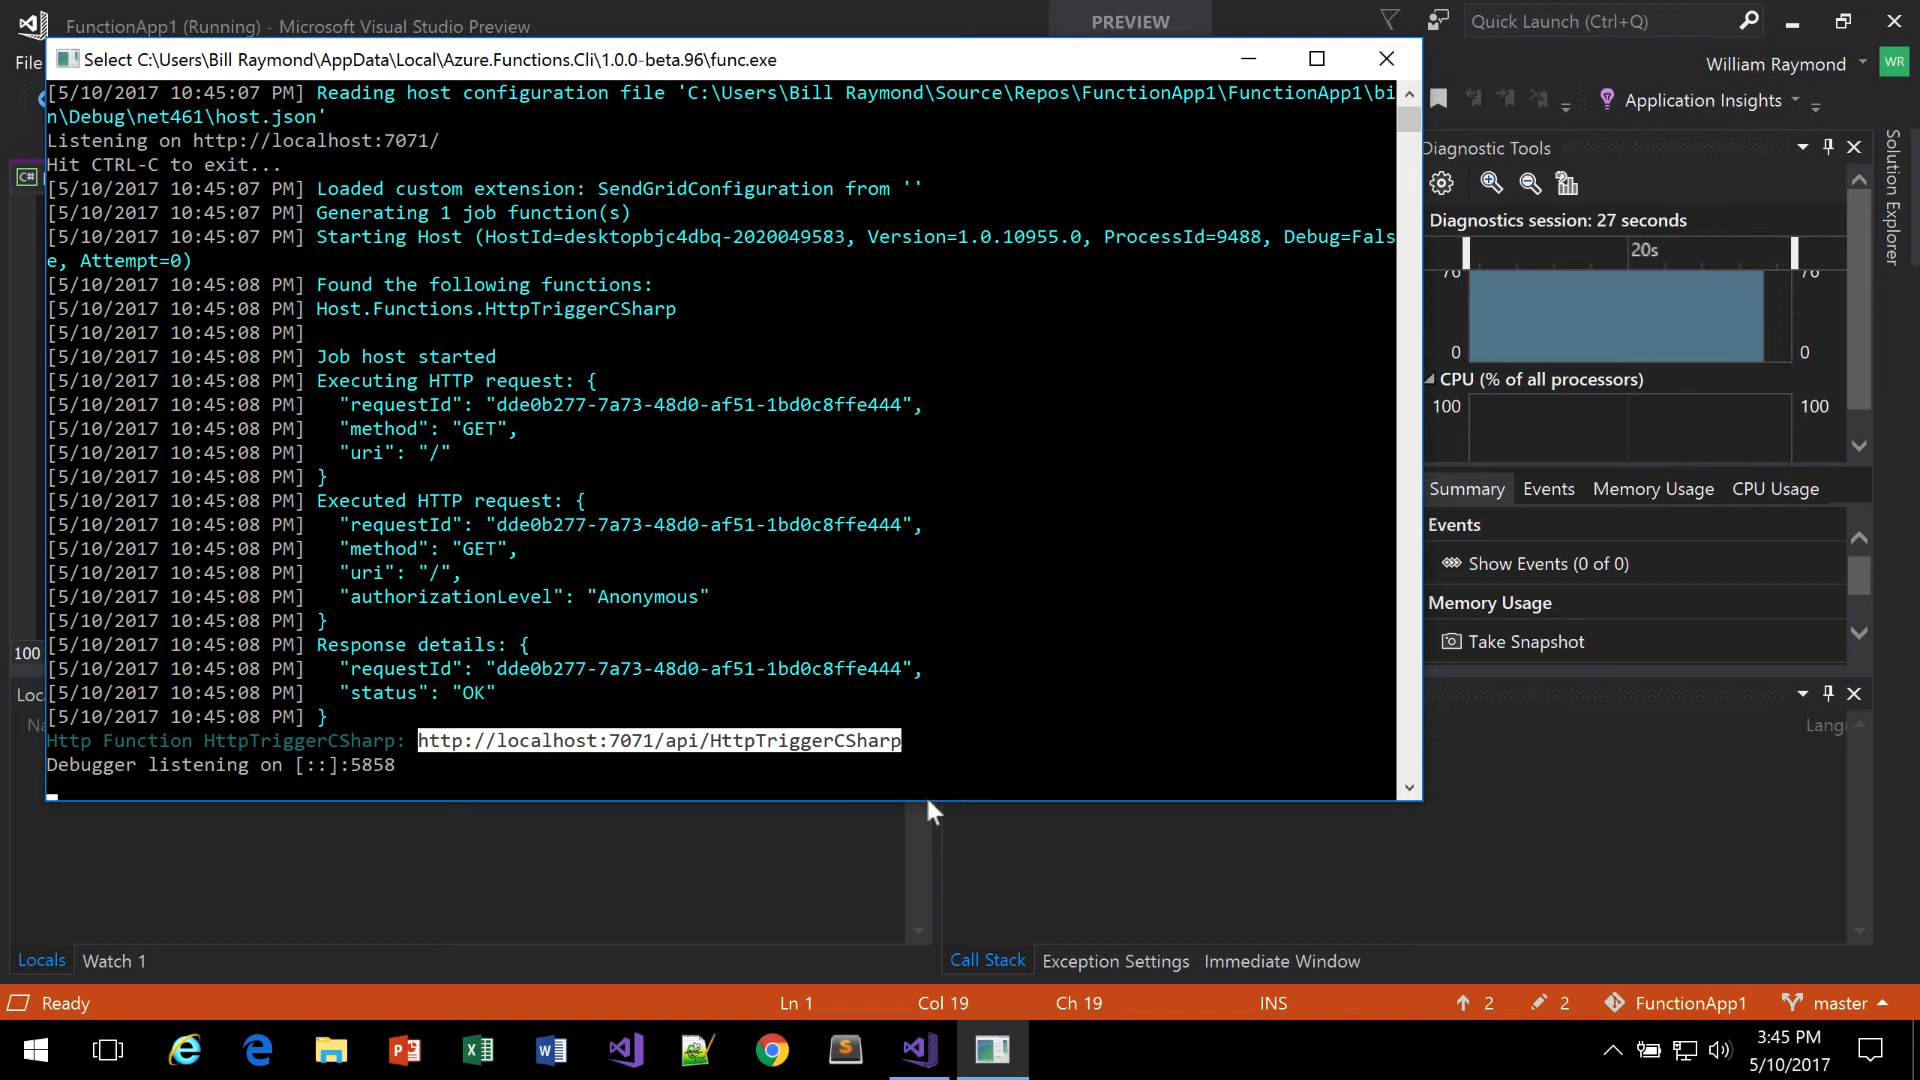 FunctionApp1 (Running) - Microsoft Visual Studio Preview
PREVIEW
Quick Launch (Ctrl+Q)
File
William Raymond
WR
Select C:\Users\Bill Raymond\AppData\Local\Azure.Functions.Cli\1.0.0-beta.96\func.exe
[5/10/2017 10:45:07 PM] Reading host configuration file 'C:\Users\Bill Raymond\Source\Repos\FunctionApp1\FunctionApp1\bi
n\Debug\net461\host.json'
Listening on http://localhost:7071/
Hit CTRL-C to exit...
[5/10/2017 10:45:07 PM] Loaded custom extension: SendGridConfiguration from ''
[5/10/2017 10:45:07 PM] Generating 1 job function(s)
[5/10/2017 10:45:07 PM] Starting Host (HostId=desktopbjc4dbq-2020049583, Version=1.0.10955.0, ProcessId=9488, Debug=Fals
e, Attempt=0)
[5/10/2017 10:45:08 PM] Found the following functions:
[5/10/2017 10:45:08 PM] Host.Functions.HttpTriggerCSharp
[5/10/2017 10:45:08 PM]
[5/10/2017 10:45:08 PM] Job host started
[5/10/2017 10:45:08 PM] Executing HTTP request: {
[5/10/2017 10:45:08 PM]   "requestId": "dde0b277-7a73-48d0-af51-1bd0c8ffe444",
[5/10/2017 10:45:08 PM]   "method": "GET",
[5/10/2017 10:45:08 PM]   "uri": "/"
[5/10/2017 10:45:08 PM] }
[5/10/2017 10:45:08 PM] Executed HTTP request: {
[5/10/2017 10:45:08 PM]   "requestId": "dde0b277-7a73-48d0-af51-1bd0c8ffe444",
[5/10/2017 10:45:08 PM]   "method": "GET",
[5/10/2017 10:45:08 PM]   "uri": "/",
[5/10/2017 10:45:08 PM]   "authorizationLevel": "Anonymous"
[5/10/2017 10:45:08 PM] }
[5/10/2017 10:45:08 PM] Response details: {
[5/10/2017 10:45:08 PM]   "requestId": "dde0b277-7a73-48d0-af51-1bd0c8ffe444",
[5/10/2017 10:45:08 PM]   "status": "OK"
[5/10/2017 10:45:08 PM] }
Http Function HttpTriggerCSharp: http://localhost:7071/api/HttpTriggerCSharp
Debugger listening on [::]:5858
C#
100
Application Insights
Diagnostic Tools
Solution Explorer
Diagnostics session: 27 seconds
20s
76 76
0 0
CPU (% of all processors)
100 100
Summary Events Memory Usage CPU Usage
Events
Show Events (0 of 0)
Memory Usage
Take Snapshot
Lang
Locals Watch 1
Call Stack Exception Settings Immediate Window
Ready Ln 1 Col 19 Ch 19 INS 2 2 FunctionApp1 master
3:45 PM
5/10/2017